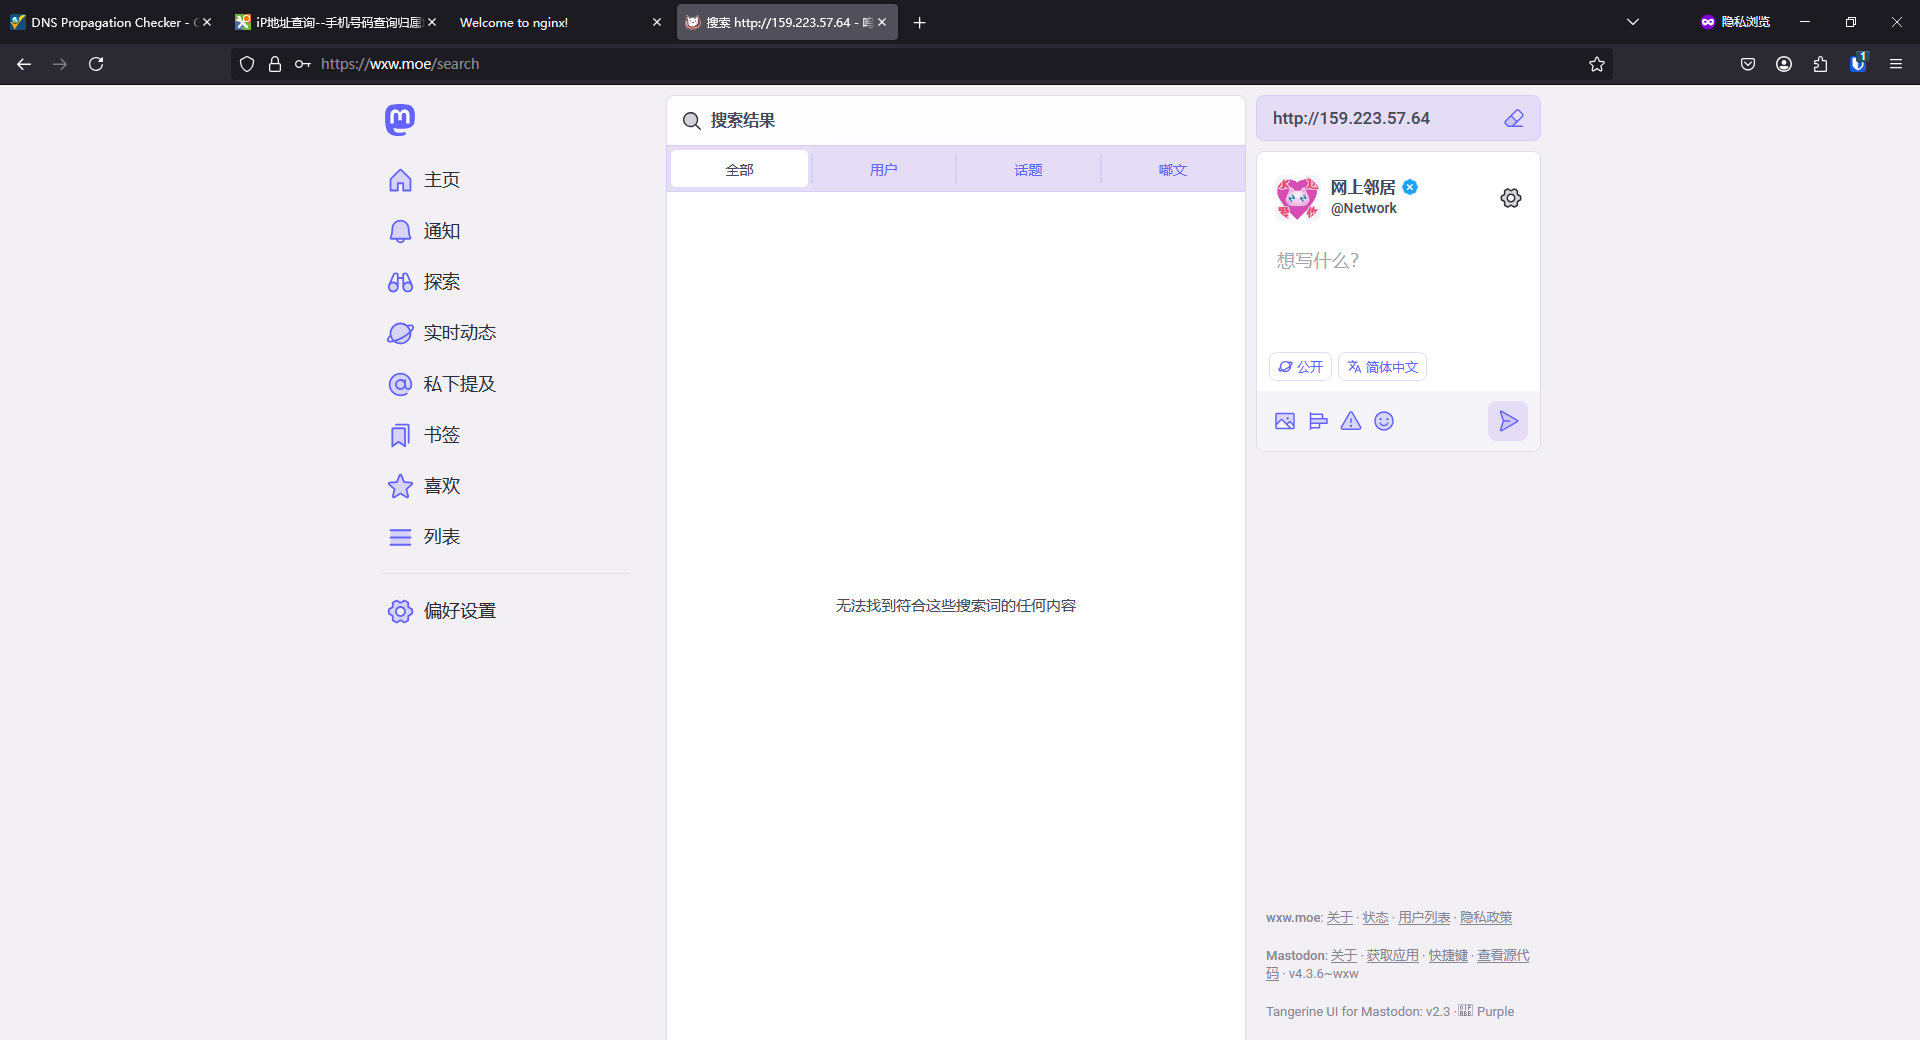 DNS Propagation Checker -
iP地址查询--手机号码查询归属
Welcome to nginx!
搜索 http://159.223.57.64 -
隐私浏览
https://wxw.moe/search
1
主页
通知
探索
实时动态
私下提及
书签
喜欢
列表
偏好设置
搜索结果
全部
用户
话题
嘟文
无法找到符合这些搜索词的任何内容
http://159.223.57.64
网上邻居
@Network
想写什么?
公开
简体中文
wxw.moe: 关于 · 状态 · 用户列表 · 隐私政策
Mastodon: 关于 · 获取应用 · 快捷键 · 查看源代
码 · v4.3.6~wxw
Tangerine UI for Mastodon: v2.3 · Purple